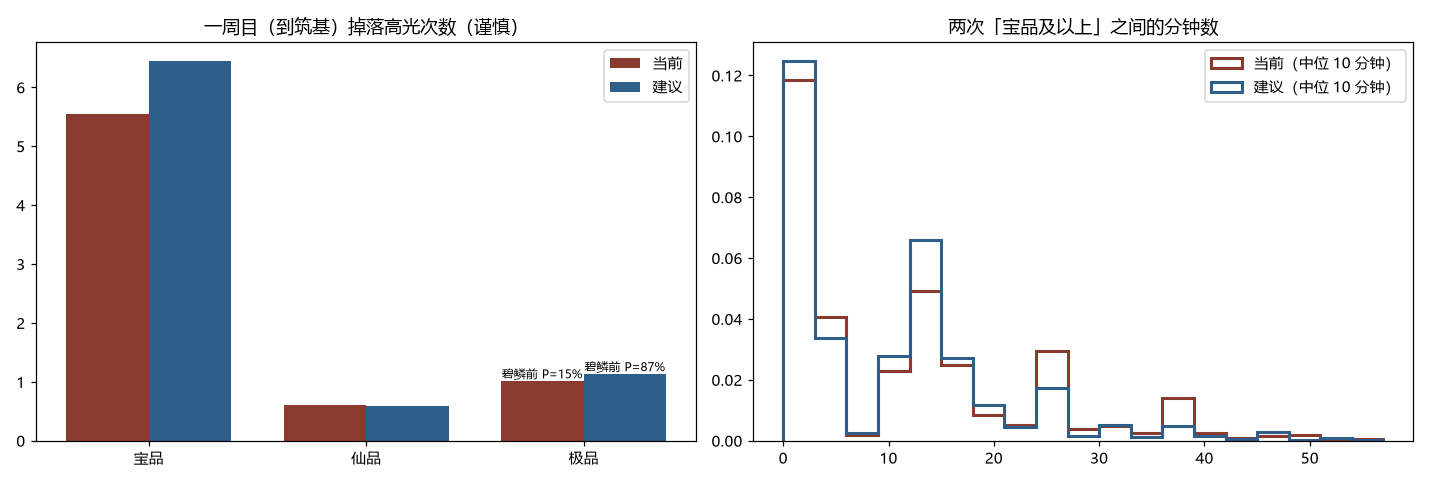 一周目（到筑基）掉落高光次数（谨慎）
当前
建议
6
5
4
3
2
1
0
碧鳞前 P=15%
碧鳞前 P=87%
宝品
仙品
极品
两次「宝品及以上」之间的分钟数
当前（中位 10 分钟）
建议（中位 10 分钟）
0.12
0.10
0.08
0.06
0.04
0.02
0.00
0
10
20
30
40
50